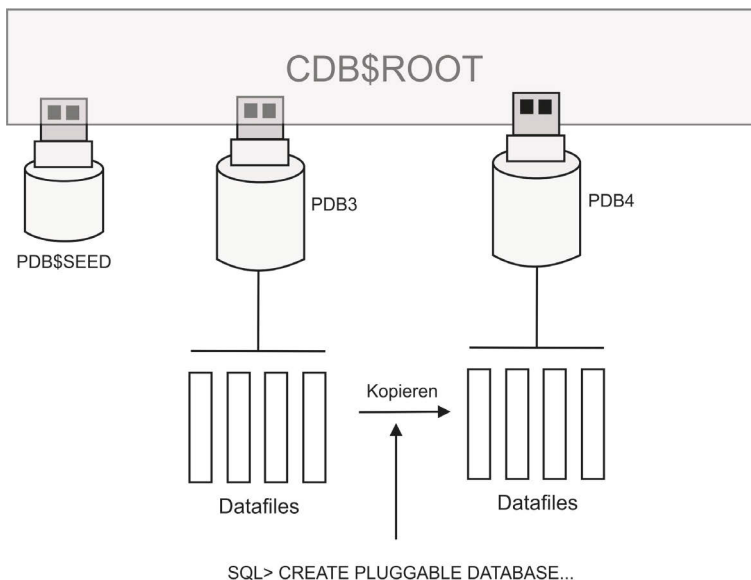 CDB$ROOT
PDB3
PDB4
PDB$SEED
Kopieren
Datafiles
Datafiles
SQL> CREATE PLUGGABLE DATABASE...